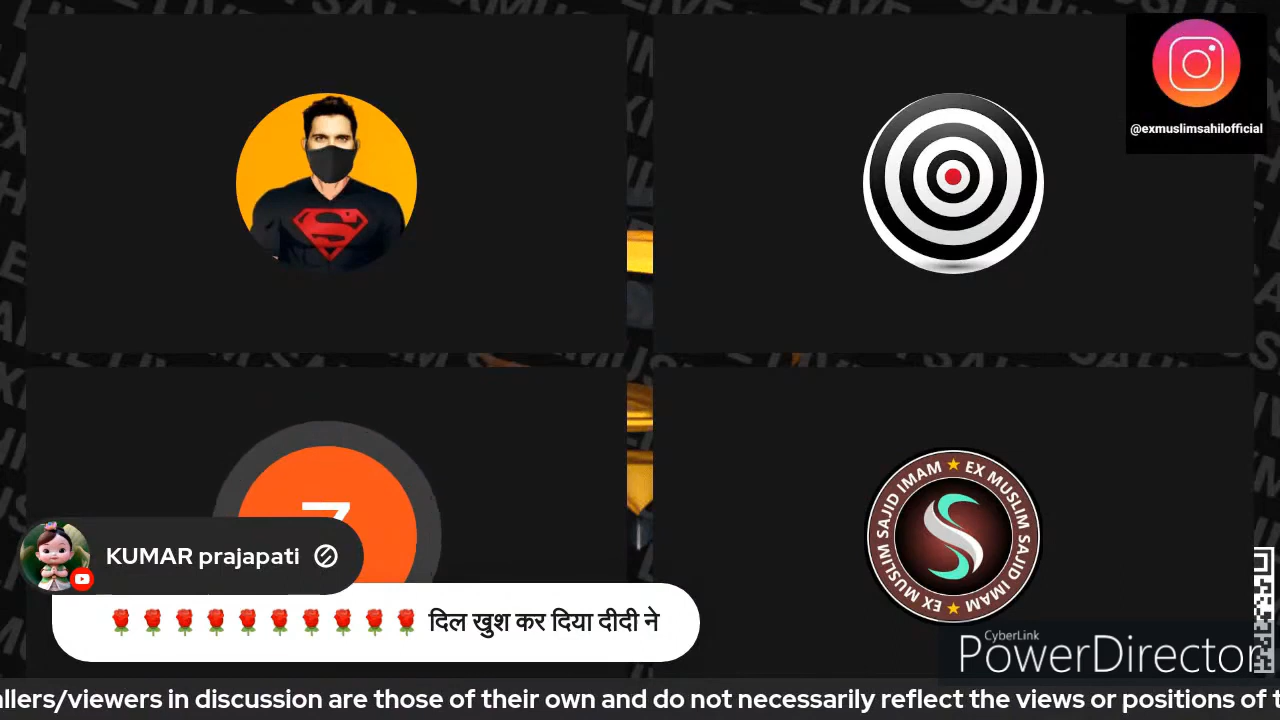 @exmuslimsahilofficial
EX MUSLIM SAJID IMAM ★ EX MUSLIM SAJID IMAM ★
KUMAR prajapati
🌹🌹🌹🌹🌹🌹🌹🌹🌹🌹 दिल खुश कर दिया दीदी ने
CyberLink
PowerDirector
allers/viewers in discussion are those of their own and do not necessarily reflect the views or positions of t